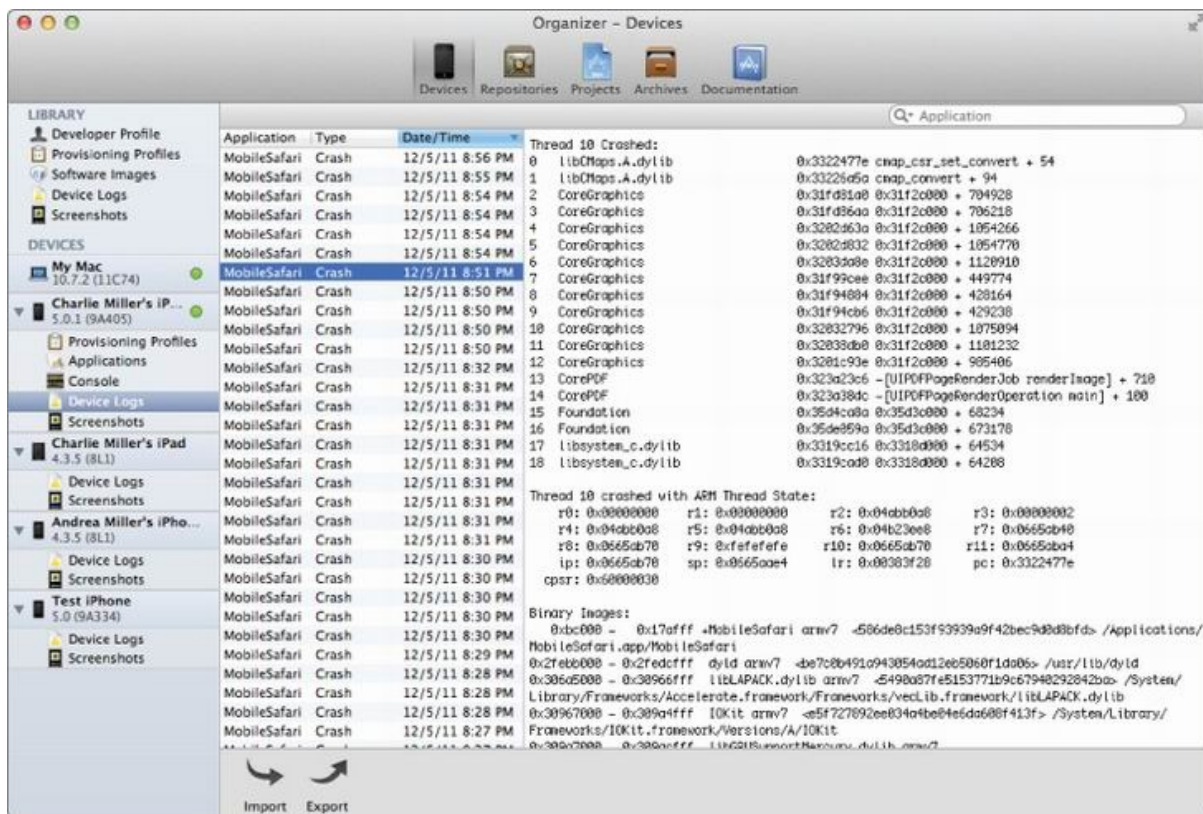 Organizer – Devices
Devices Repositories Projects Archives Documentation
Application
LIBRARY
Developer Profile
Provisioning Profiles
Software Images
Device Logs
Screenshots
DEVICES
My Mac
10.7.2 (11C74)
Charlie Miller's iP...
5.0.1 (9A405)
Provisioning Profiles
Applications
Console
Device Logs
Screenshots
Charlie Miller's iPad
4.3.5 (8L1)
Device Logs
Screenshots
Andrea Miller's iPho...
4.3.5 (8L1)
Device Logs
Screenshots
Test iPhone
5.0 (9A334)
Device Logs
Screenshots
Application Type Date/Time
MobileSafari Crash 12/5/11 8:56 PM
MobileSafari Crash 12/5/11 8:55 PM
MobileSafari Crash 12/5/11 8:54 PM
MobileSafari Crash 12/5/11 8:54 PM
MobileSafari Crash 12/5/11 8:54 PM
MobileSafari Crash 12/5/11 8:54 PM
MobileSafari Crash 12/5/11 8:51 PM
MobileSafari Crash 12/5/11 8:50 PM
MobileSafari Crash 12/5/11 8:50 PM
MobileSafari Crash 12/5/11 8:50 PM
MobileSafari Crash 12/5/11 8:50 PM
MobileSafari Crash 12/5/11 8:32 PM
MobileSafari Crash 12/5/11 8:31 PM
MobileSafari Crash 12/5/11 8:31 PM
MobileSafari Crash 12/5/11 8:31 PM
MobileSafari Crash 12/5/11 8:31 PM
MobileSafari Crash 12/5/11 8:31 PM
MobileSafari Crash 12/5/11 8:31 PM
MobileSafari Crash 12/5/11 8:31 PM
MobileSafari Crash 12/5/11 8:31 PM
MobileSafari Crash 12/5/11 8:31 PM
MobileSafari Crash 12/5/11 8:30 PM
MobileSafari Crash 12/5/11 8:30 PM
MobileSafari Crash 12/5/11 8:30 PM
MobileSafari Crash 12/5/11 8:30 PM
MobileSafari Crash 12/5/11 8:30 PM
MobileSafari Crash 12/5/11 8:29 PM
MobileSafari Crash 12/5/11 8:28 PM
MobileSafari Crash 12/5/11 8:28 PM
MobileSafari Crash 12/5/11 8:28 PM
MobileSafari Crash 12/5/11 8:27 PM
Thread 10 Crashed:
0 libCMaps.A.dylib 0x3322477e cmap_csr_set_convert + 54
1 libCMaps.A.dylib 0x33226a5a cmap_convert + 94
2 CoreGraphics 0x31fd81a0 0x31f2c000 + 704928
3 CoreGraphics 0x31fd86aa 0x31f2c000 + 706218
4 CoreGraphics 0x3202d63a 0x31f2c000 + 1054266
5 CoreGraphics 0x3202d832 0x31f2c000 + 1054770
6 CoreGraphics 0x3203da8e 0x31f2c000 + 1120910
7 CoreGraphics 0x31f99cee 0x31f2c000 + 449774
8 CoreGraphics 0x31f94884 0x31f2c000 + 428164
9 CoreGraphics 0x31f94cb6 0x31f2c000 + 429238
10 CoreGraphics 0x32032796 0x31f2c000 + 1075094
11 CoreGraphics 0x32038db0 0x31f2c000 + 1101232
12 CoreGraphics 0x3201c93e 0x31f2c000 + 985406
13 CorePDF 0x323a23c6 -[UIPDFPageRenderJob renderImage] + 710
14 CorePDF 0x323a38dc -[UIPDFPageRenderOperation main] + 100
15 Foundation 0x35d4ca8a 0x35d3c000 + 68234
16 Foundation 0x35de059a 0x35d3c000 + 673178
17 libsystem_c.dylib 0x3319cc16 0x3318d000 + 64534
18 libsystem_c.dylib 0x3319cad0 0x3318d000 + 64208
Thread 10 crashed with ARM Thread State:
r0: 0x00000000 r1: 0x00000000 r2: 0x04abb0a8 r3: 0x00000002
r4: 0x04abb0a8 r5: 0x04abb0a8 r6: 0x04b23ee8 r7: 0x0665ab40
r8: 0x0665ab70 r9: 0xfefefefe r10: 0x0665ab70 r11: 0x0665aba4
ip: 0x0665ab70 sp: 0x0665aae4 lr: 0x00383f28 pc: 0x3322477e
cpsr: 0x60000030
Binary Images:
0xbc000 - 0x17afff +MobileSafari armv7 <506de8c153f93939a9f42bec9d0d8bfd> /Applications/
MobileSafari.app/MobileSafari
0x2febb000 - 0x2fedcfff dyld armv7 <be7c0b491a943054ad12eb5060f1da06> /usr/lib/dyld
0x306a5000 - 0x30966fff libLAPACK.dylib armv7 <5490a87fe5153771b9c67940292842ba> /System/
Library/Frameworks/Accelerate.framework/Frameworks/vecLib.framework/libLAPACK.dylib
0x30967000 - 0x309a4fff IOKit armv7 <e5f727892ee034a4be04e6da608f413f> /System/Library/
Frameworks/IOKit.framework/Versions/A/IOKit
Import Export